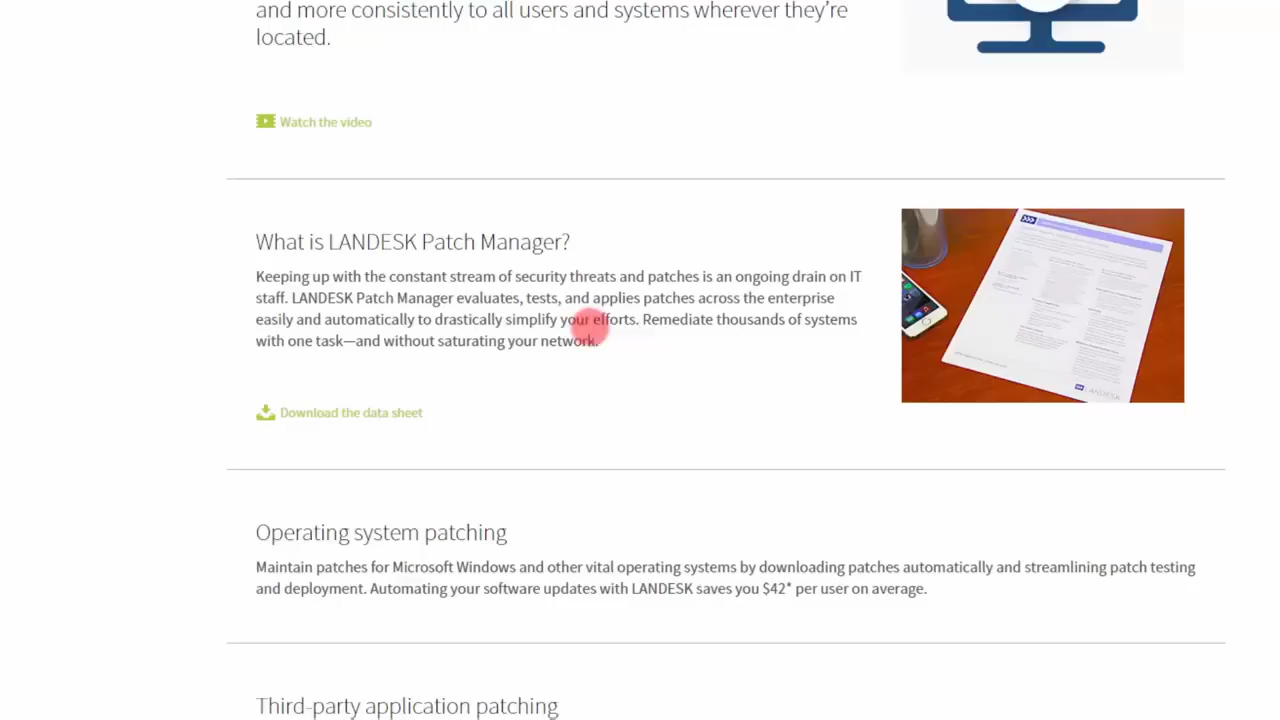 and more consistently to all users and systems wherever they’re
located.
Watch the video
What is LANDESK Patch Manager?
Keeping up with the constant stream of security threats and patches is an ongoing drain on IT
staff. LANDESK Patch Manager evaluates, tests, and applies patches across the enterprise
easily and automatically to drastically simplify your efforts. Remediate thousands of systems
with one task—and without saturating your network.
LANDESK
Download the data sheet
Operating system patching
Maintain patches for Microsoft Windows and other vital operating systems by downloading patches automatically and streamlining patch testing
and deployment. Automating your software updates with LANDESK saves you $42* per user on average.
Third-party application patching